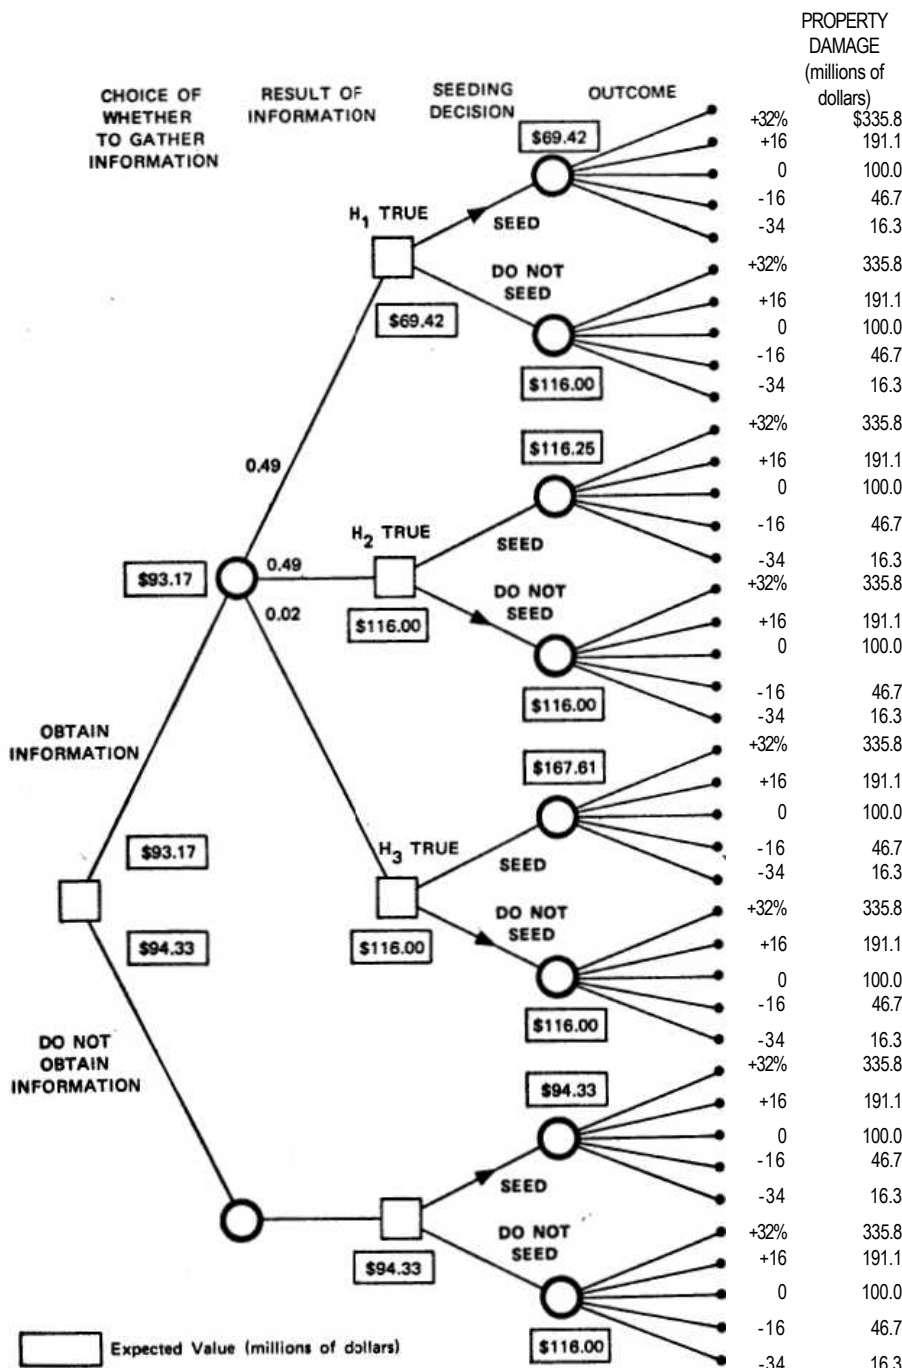 PROPERTY
DAMAGE
(millions of
dollars)
CHOICE OF
WHETHER
TO GATHER
INFORMATION
RESULT OF
INFORMATION
SEEDING
DECISION
OUTCOME
$69.42
+32% $335.8
+16 191.1
0 100.0
-16 46.7
-34 16.3
H1 TRUE
SEED
DO NOT
SEED
$69.42
+32% 335.8
+16 191.1
0 100.0
-16 46.7
-34 16.3
$116.00
0.49
$116.25
+32% 335.8
+16 191.1
0 100.0
-16 46.7
-34 16.3
H2 TRUE
SEED
$93.17
0.49
0.02
DO NOT
SEED
$116.00
+32% 335.8
+16 191.1
0 100.0
-16 46.7
-34 16.3
$116.00
OBTAIN
INFORMATION
$167.61
+32% 335.8
+16 191.1
0 100.0
-16 46.7
-34 16.3
$93.17
H3 TRUE
SEED
$94.33
DO NOT
SEED
$116.00
+32% 335.8
+16 191.1
0 100.0
-16 46.7
-34 16.3
$116.00
DO NOT
OBTAIN
INFORMATION
$94.33
+32% 335.8
+16 191.1
0 100.0
-16 46.7
-34 16.3
SEED
DO NOT
SEED
$94.33
+32% 335.8
+16 191.1
0 100.0
-16 46.7
-34 16.3
$116.00
Expected Value (millions of dollars)